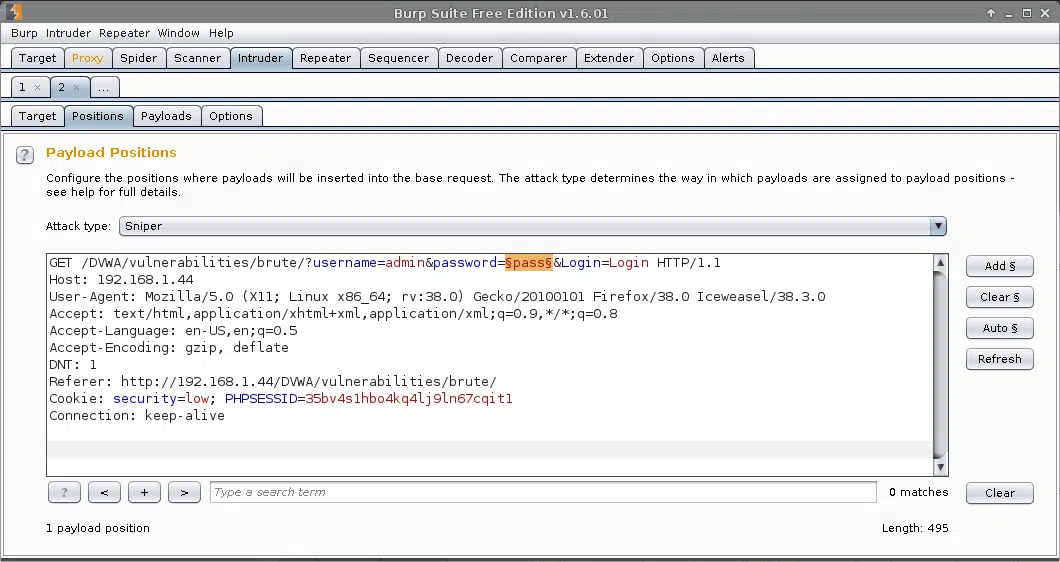 Burp Suite Free Edition v1.6.01
Burp Intruder Repeater Window Help
Target Proxy Spider Scanner Intruder Repeater Sequencer Decoder Comparer Extender Options Alerts
1 × 2 × ...
Target Positions Payloads Options
? Payload Positions
Configure the positions where payloads will be inserted into the base request. The attack type determines the way in which payloads are assigned to payload positions -
see help for full details.
Attack type: Sniper
GET /DVWA/vulnerabilities/brute/?username=admin&password=§pass§&Login=Login HTTP/1.1
Host: 192.168.1.44
User-Agent: Mozilla/5.0 (X11; Linux x86_64; rv:38.0) Gecko/20100101 Firefox/38.0 Iceweasel/38.3.0
Accept: text/html,application/xhtml+xml,application/xml;q=0.9,*/*;q=0.8
Accept-Language: en-US,en;q=0.5
Accept-Encoding: gzip, deflate
DNT: 1
Referer: http://192.168.1.44/DVWA/vulnerabilities/brute/
Cookie: security=low; PHPSESSID=35bv4s1hbo4kq4lj9ln67cqit1
Connection: keep-alive
Add §
Clear §
Auto §
Refresh
? < + > Type a search term 0 matches Clear
1 payload position Length: 495